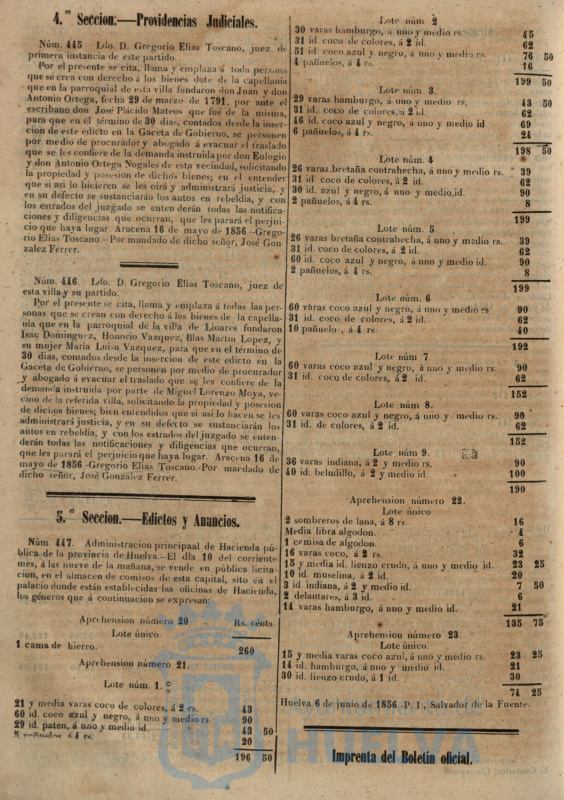 4.ª Seccion.—Providencias Judiciales.
Núm. 445 Ldo. D. Gregorio Elias Toscano, juez de
primera instancia de este partido.
Por el presente se cita, llama y emplaza á toda persona
que se crea con derecho á los bienes dote de la capellanía
que en la parroquial de esta villa fundaron don Juan y don
Antonio Ortega, fecha 29 de marzo de 1791, por ante el
escribano don José Plácido Mateos que fué de la misma,
para que en el término de 30 dias, contados desde la inser-
cion de este edicto en la Gaceta de Gobierno, se personen
por medio de procurador y abogado á evacuar el traslado
que se les confiere de la demanda instruida por don Eulogio
y don Antonio Ortega Nogales de esta vecindad, solicitando
la propiedad y posesion de dichos bienes; en el entender
que si asi lo hicieren se les oirá y administrará justicia, y
en su defecto se sustanciarán los autos en rebeldia, y con
los estrados del juzgado se entenderán todas las notifica-
ciones y diligencias que ocurran, que les parará el perjui-
cio que haya lugar Aracena 16 de mayo de 1856 -Grego-
rio Elias Toscano.-Por mandado de dicho señor, José Gon
zalez Ferrer.
Núm. 446. Ldo. D. Gregorio Elias Toscano, juez de
esta villa y su partido.
Por el presente se cita, llama y emplaza á todas las per-
sonas que se crean con derecho á los bienes de la capella-
nía que en la parroquial de la villa de Linares fundaron
Isac Dominguez, Honorio Vazquez, Blas Martin Lopez, y
su mujer Maria Luisa Vazquez, para que en el término de
30 dias, contados desde la insercion de este edicto en la
Gaceta de Gobierno, se personen por medio de procurador
y abogado á evacuar el traslado que se les confiere de la
demanda instruida por parte de Miguel Lorenzo Moya, ve-
cino de la referida villa, solicitando la propiedad y posesion
de dichos bienes; bien entendidos que si asi lo hacen se les
administrará justicia, y en su defecto se sustanciarán los
autos en rebeldia, y con los estrados del juzgado se enten-
derán todas las notificaciones y diligencias que ocurran,
que les parará el perjuicio que haya lugar. Aracena 16 de
mayo de 1856 -Gregorio Elias Toscano.-Por mandado de
dicho señor, José Gonzalez Ferrer.
5.ª Seccion.—Edictos y Anuncios.
Núm. 447. Administracion principaal de Hacienda pú-
blica de la provincia de Huelva.-El dia 10 del corriente
mes, á las nueve de la mañana, se vende en pública licita-
cion, en el almacen de comisos de esta capital, sito en el
palacio donde están establecidas las oficinas de Hacienda,
los géneros que á continuacion se expresan:
Aprehension número 20 Rs. cénts
Lote único.
1 cama de hierro. 260
Aprehension número 21.
Lote núm. 1.º
21 y media varas coco de colores, á 2 rs. 43
60 id. coco azul y negro, á uno y medio rs. 90
29 id. paten, á uno y medio id. 43 50
5 pañuelos á 4 rs. 20
196 50
Lote núm. 2
30 varas hamburgo, á uno y medio rs 45
31 id. coco de colores, á 2 id. 62
51 id azul y negro, á uno y medio rs. 76 50
4 pañuelos, á 4 rs. 16
199 50
Lote núm. 3.
29 varas hamburgo, á uno y medio rs. 43 50
31 id. coco de colores, á 2 id. 62
46 id coco azul y negro, á uno y medio id 69
6 pañuelos, á 4 rs. 24
198 50
Lote núm. 4
26 varas bretaña contrahecha, á uno y medio rs. 39
31 id coco de colores, á 2 id. 62
30 id. azul y negro, á uno y medio id. 90
2 pañuelos, á 4 rs. 8
199
Lote núm. 5.
26 varas bretaña contrahecha, á uno y medio rs. 39
31 id. coco de colores, á 2 id. 62
60 id. coco azul y negro, á uno y medio id. 90
2 pañuelos, á 4 rs. 8
199
Lote núm. 6
60 varas coco azul y negro, á uno y medio rs 90
31 id. coco de colores, á 2 id. 62
10 pañuelos, á 4 rs 40
192
Lote núm 7
60 varas coco azul y negro, á uno y medio rs. 90
31 id. coco de colores, á 2 id. 62
152
Lote núm 8.
60 varas coco azul y negro, á uno y medio rs. 90
31 id. de colores, á 2 id. 62
152
Lote núm 9.
36 varas indiana, á 2 y medio rs. 90
40 id. beludillo, á 2 y medio id. 100
190
Aprehension número 22.
Lote único
2 sombreros de lana, á 8 rs. 16
Media libra algodon. 4
1 camisa de algodon. 6
16 varas coco, á 2 rs. 32
15 y media id. lienzo crudo, á uno y medio id. 23 25
10 id. muselina, á 2 id. 20
3 id. indiana, á 2 y medio id. 7 50
2 delantares, á 3 id. 6
14 varas hamburgo, á uno y medio id. 21
135 75
Aprehension número 23.
Lote único
15 y media varas coco azul, á uno y medio rs. 23 25
14 id. hamburgo, á uno y medio id. 21
30 id. lienzo crudo, á 1 id. 30
74 25
Huelva 6 de junio de 1856 P. I., Salvador de la Fuente.
Imprenta del Boletin oficial.
HUELVA